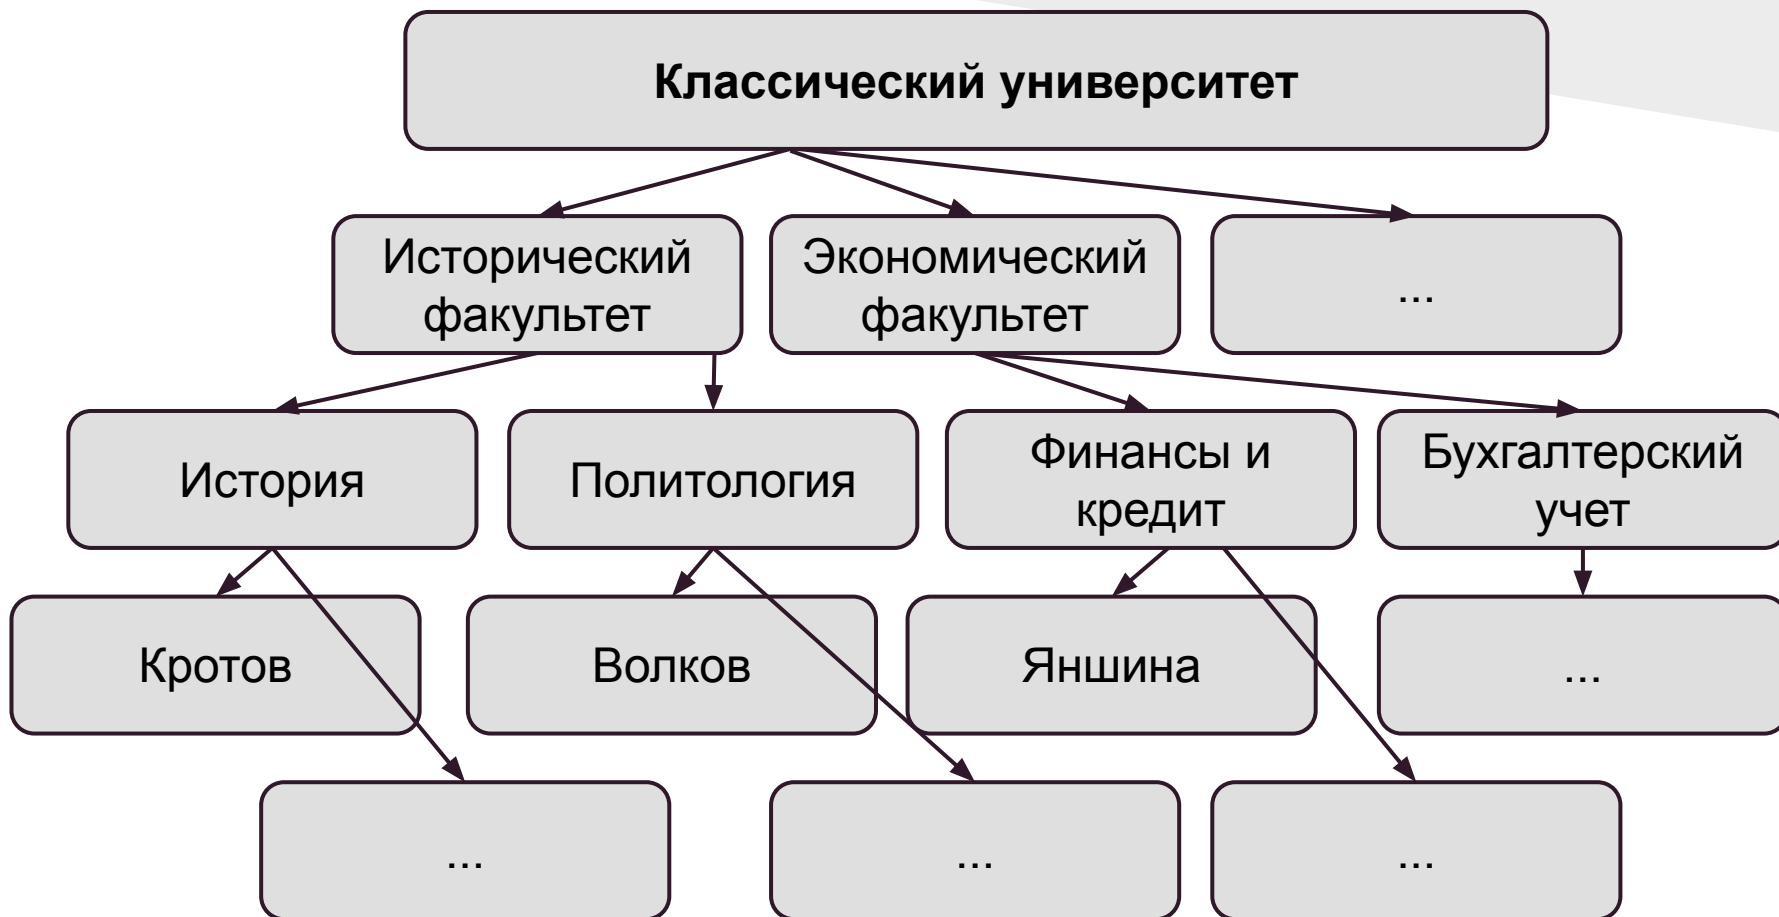 Классический университет
Исторический
факультет
Экономический
факультет
...
История
Политология
Финансы и
кредит
Бухгалтерский
учет
Кротов
Волков
Яншина
...
...
...
...